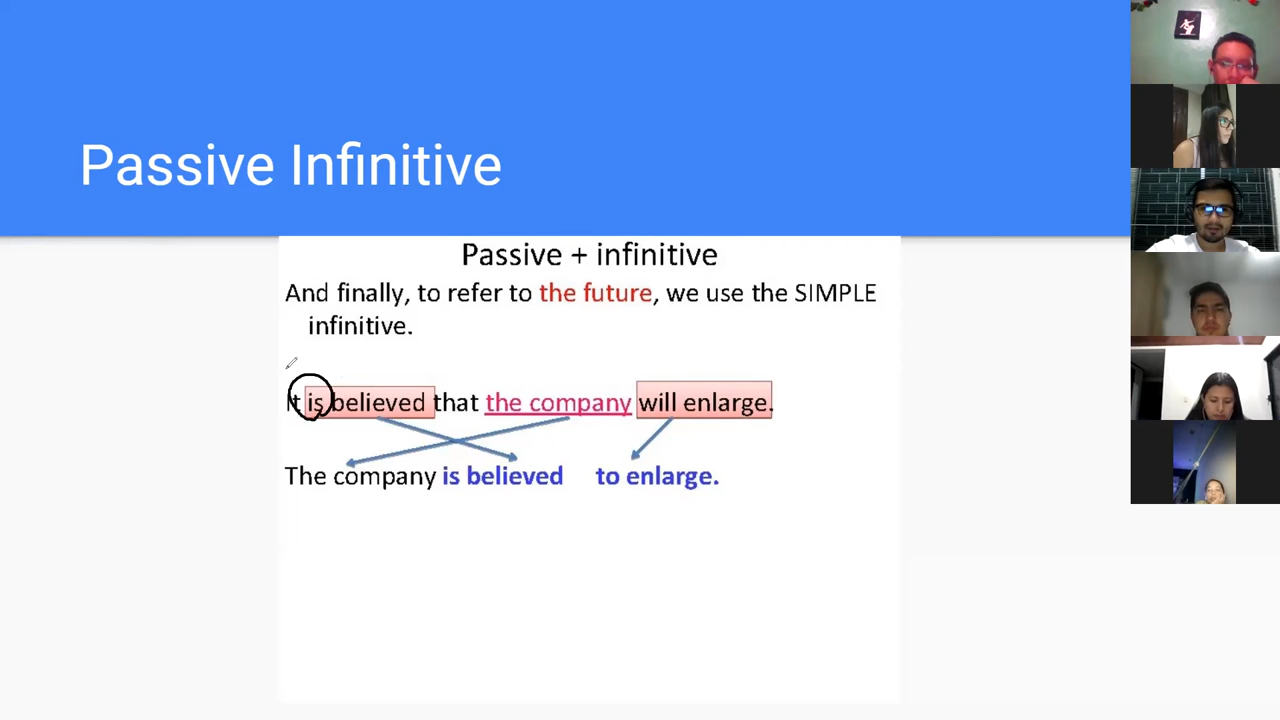 Passive Infinitive
Passive + infinitive
And finally, to refer to the future, we use the SIMPLE
infinitive.
It is believed that the company will enlarge.
The company is believed to enlarge.